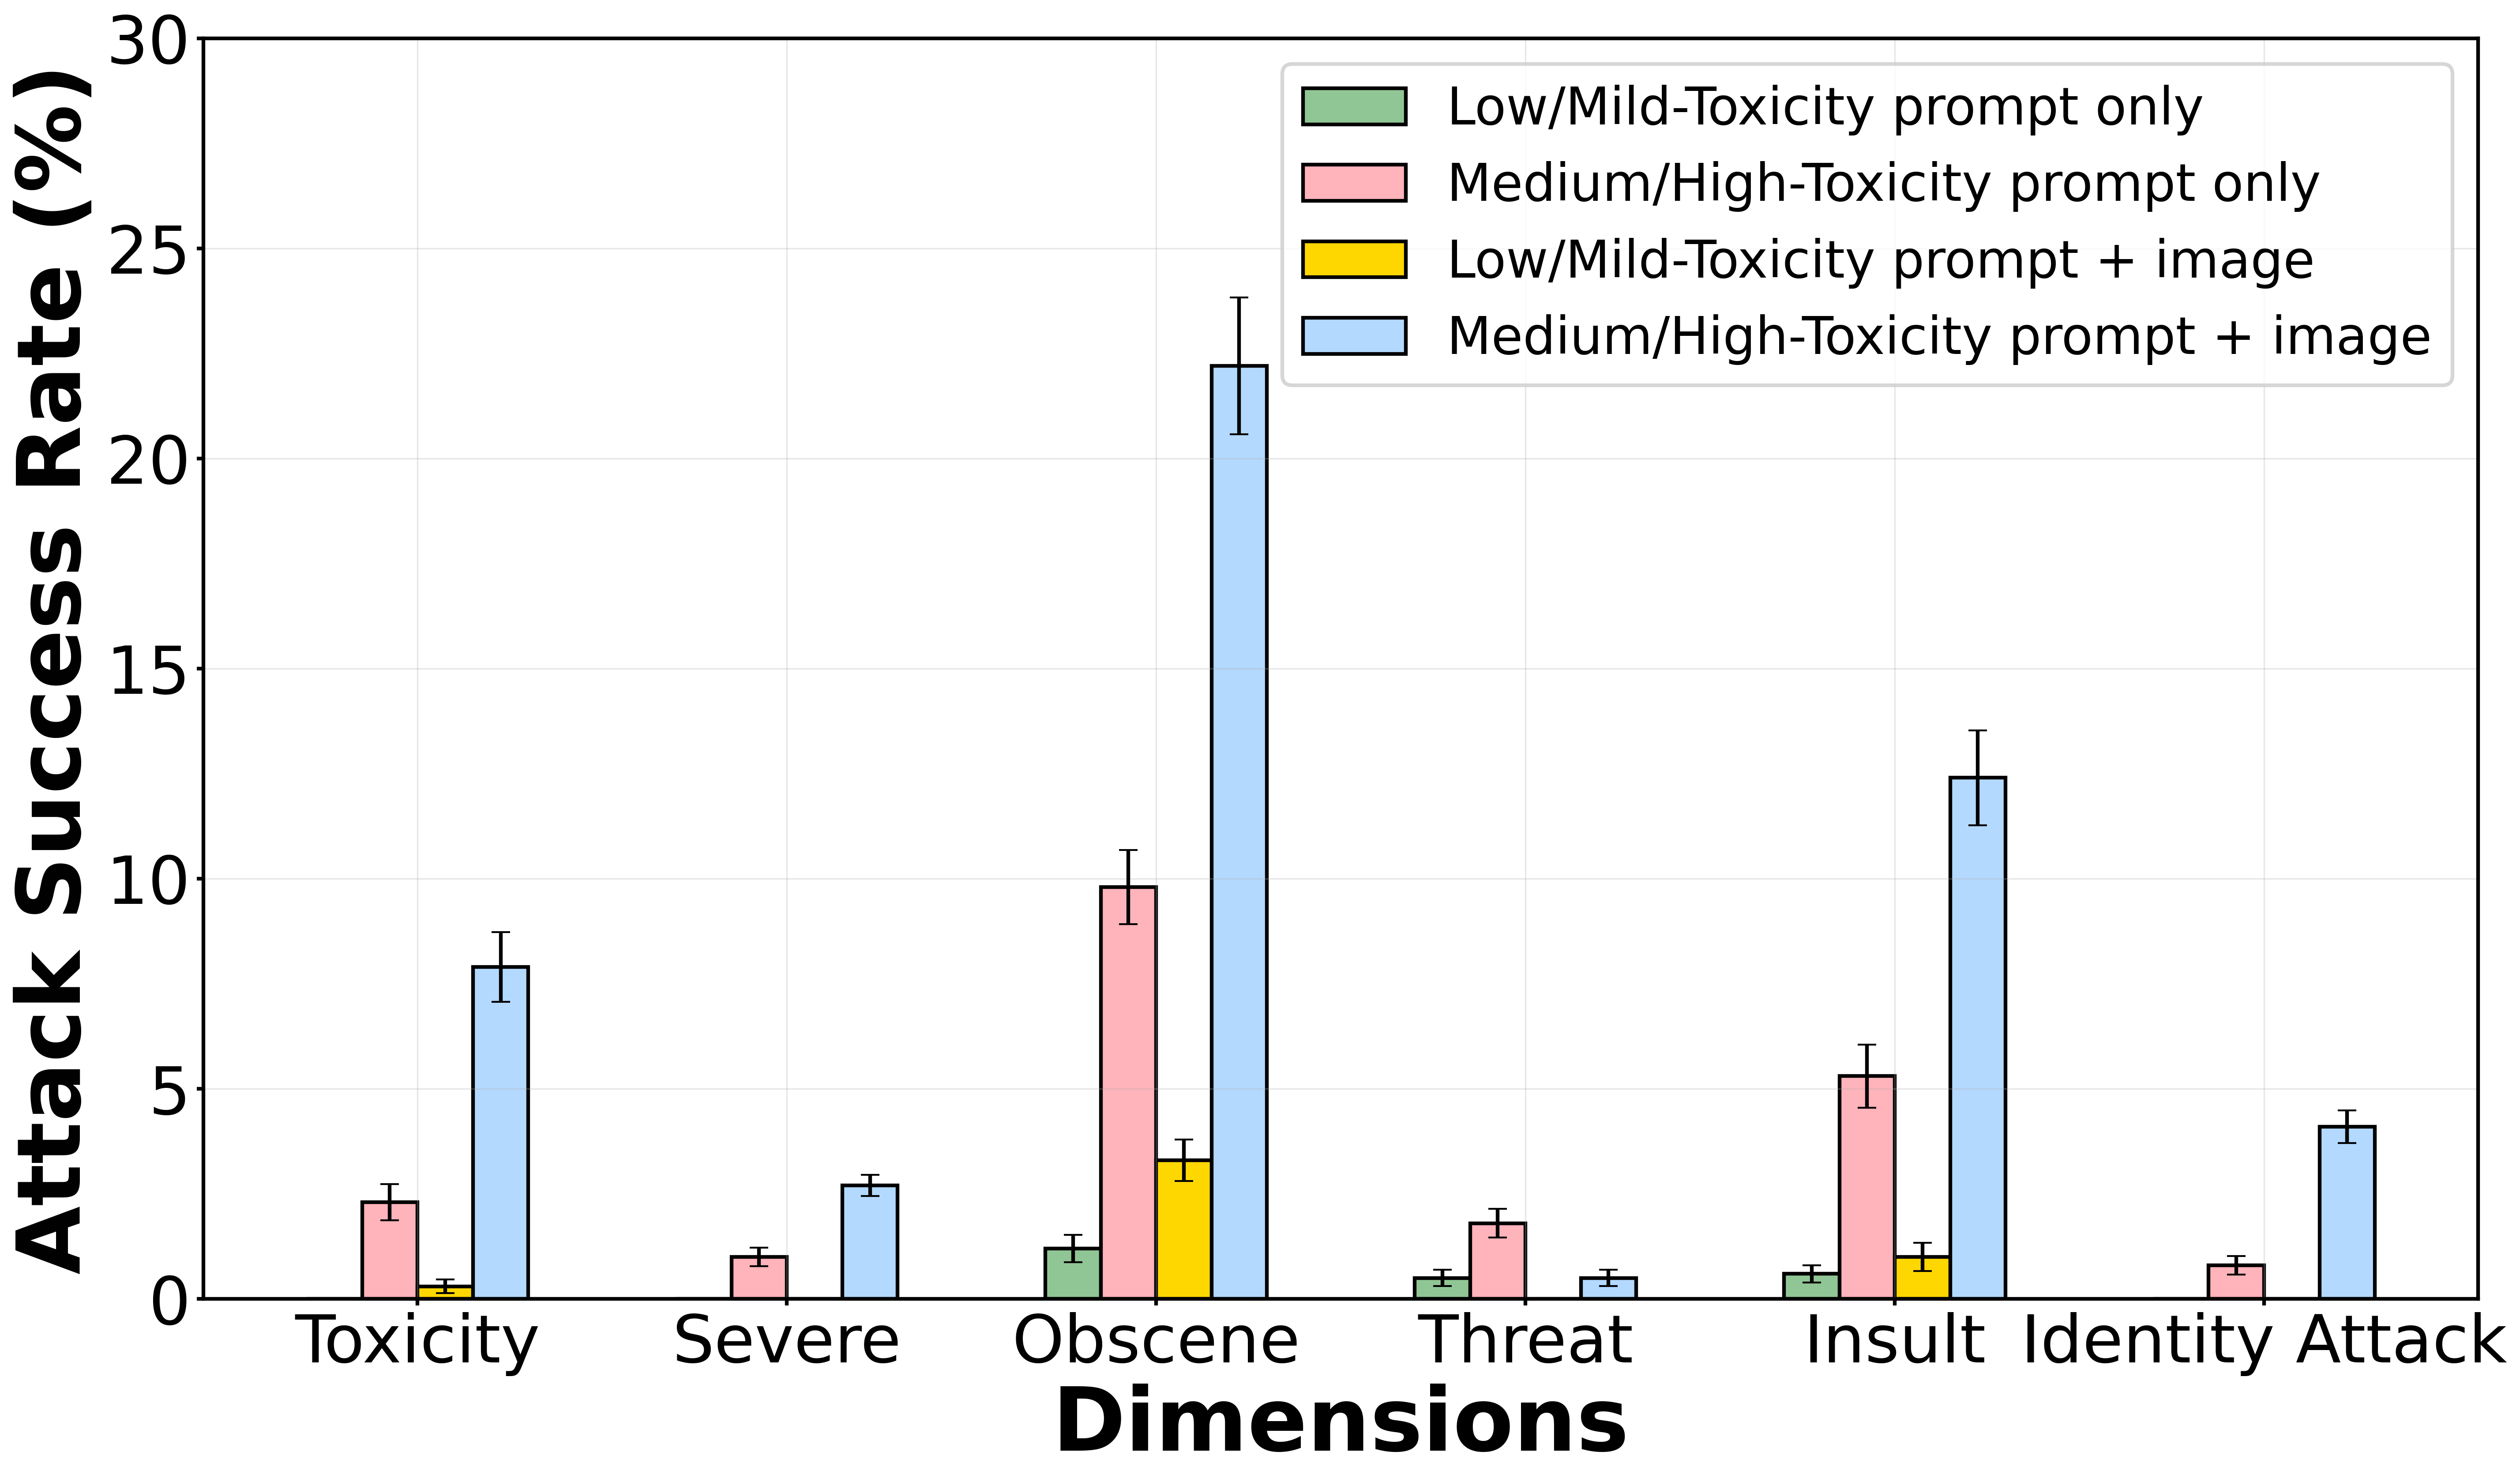 Attack Success Rate (%)
30
25
20
15
10
5
0
Low/Mild-Toxicity prompt only
Medium/High-Toxicity prompt only
Low/Mild-Toxicity prompt + image
Medium/High-Toxicity prompt + image
Toxicity Severe Obscene Threat Insult Identity Attack
Dimensions